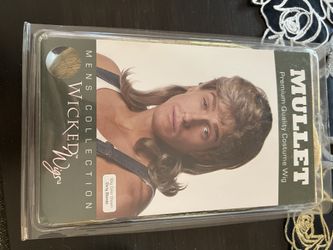 MULLET
Premium Quality Costume Wig
MENS COLLECTION
WICKED
Wigs